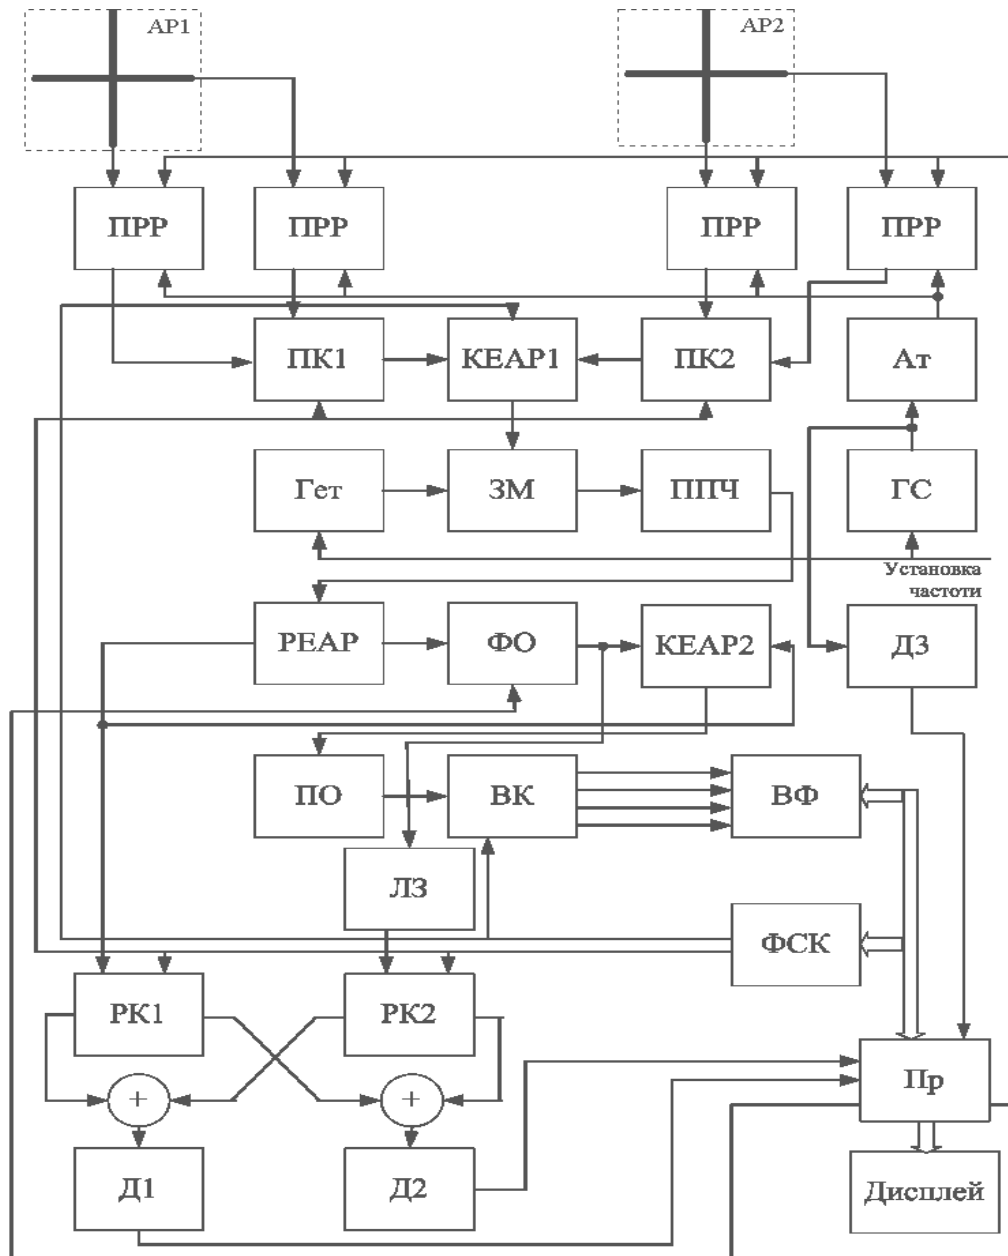 АР1
АР2
ПРР
ПРР
ПРР
ПРР
ПК1
КЕАР1
ПК2
Ат
Гет
ЗМ
ППЧ
ГС
Установка
частоти
РЕАР
ФО
КЕАР2
Д3
ПО
ВК
ВФ
ЛЗ
ФСК
РК1
РК2
Пр
+
+
Д1
Д2
Дисплей